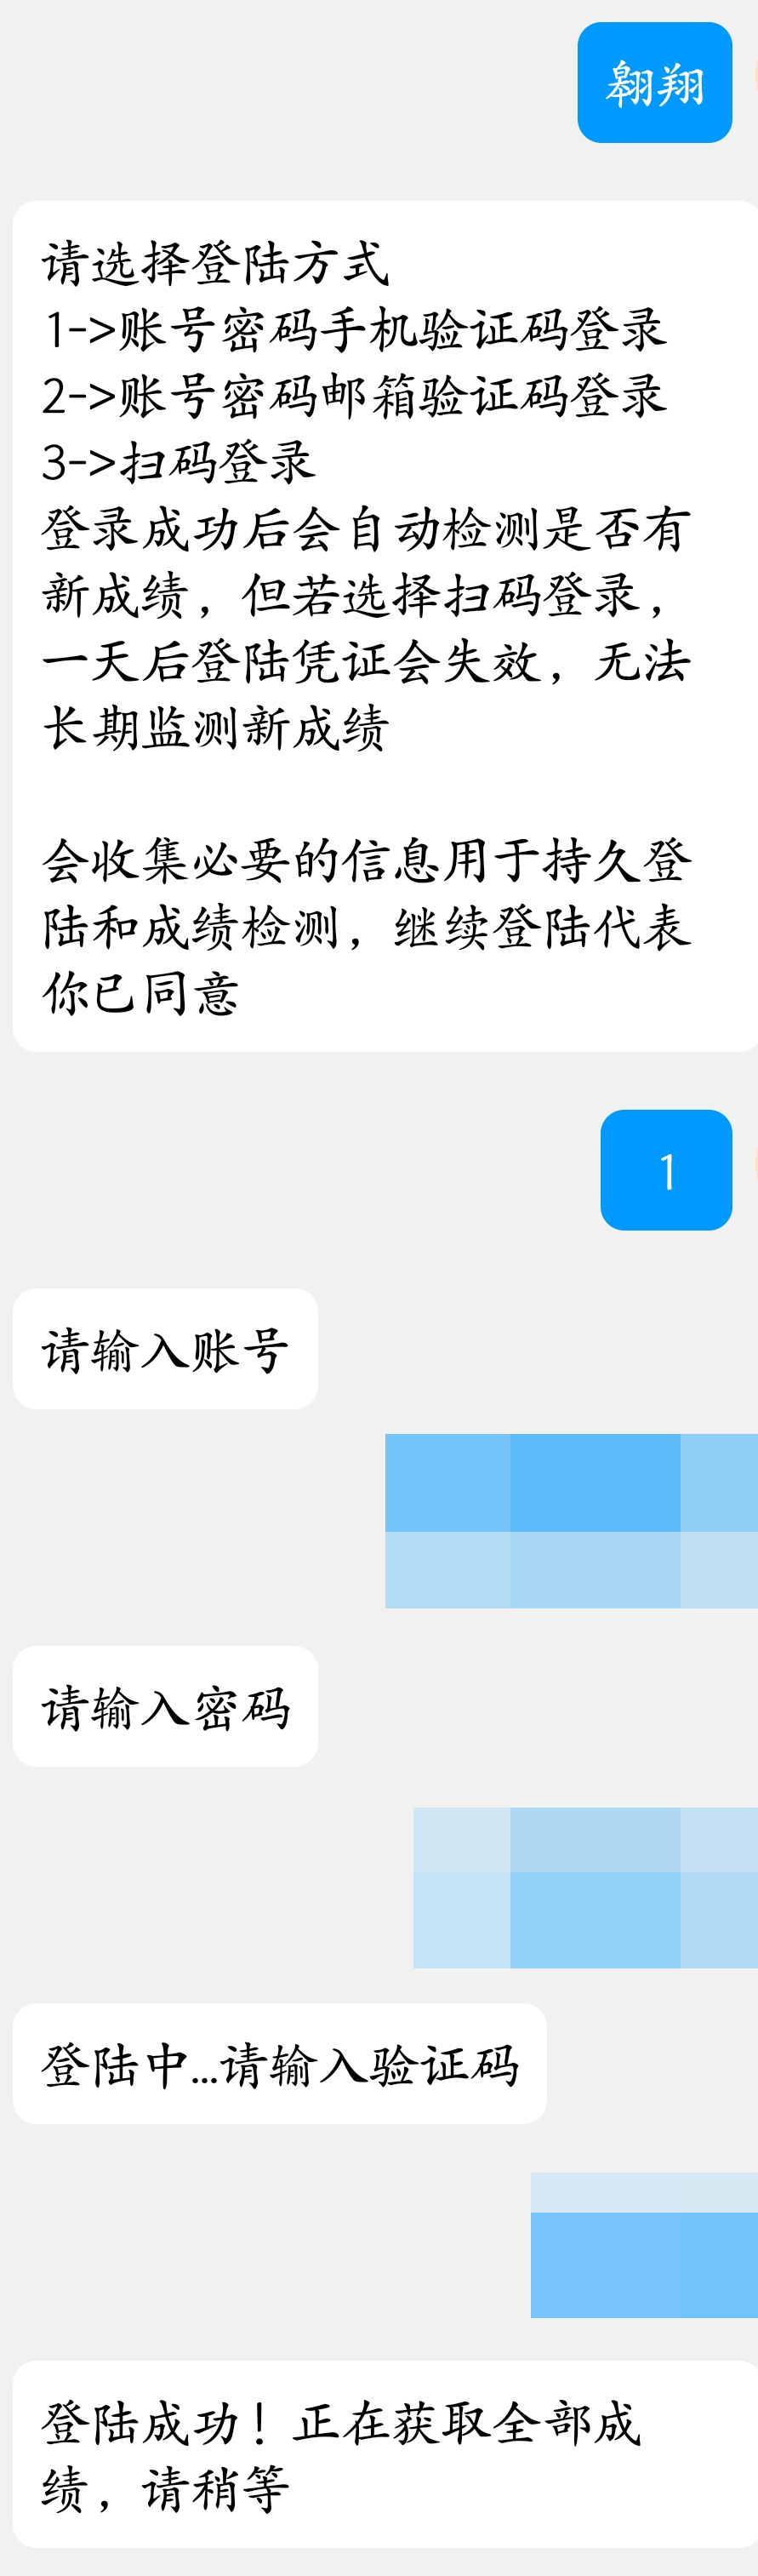 翱翔
请选择登陆方式
1->账号密码手机验证码登录
2->账号密码邮箱验证码登录
3->扫码登录
登录成功后会自动检测是否有
新成绩，但若选择扫码登录，
一天后登陆凭证会失效，无法
长期监测新成绩
会收集必要的信息用于持久登
陆和成绩检测，继续登陆代表
你已同意
1
请输入账号
请输入密码
登陆中...请输入验证码
登陆成功！正在获取全部成
绩，请稍等